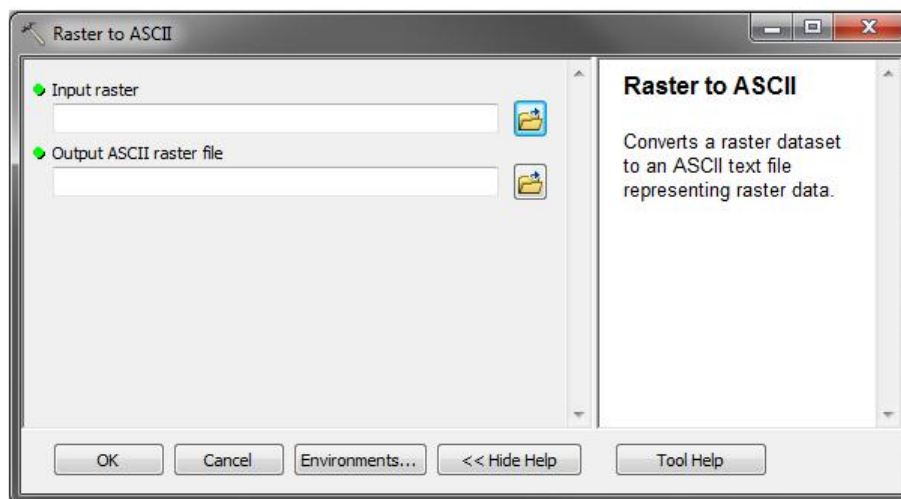 Raster to ASCII
Input raster
Output ASCII raster file
Raster to ASCII
Converts a raster dataset
to an ASCII text file
representing raster data.
OK
Cancel
Environments...
<< Hide Help
Tool Help